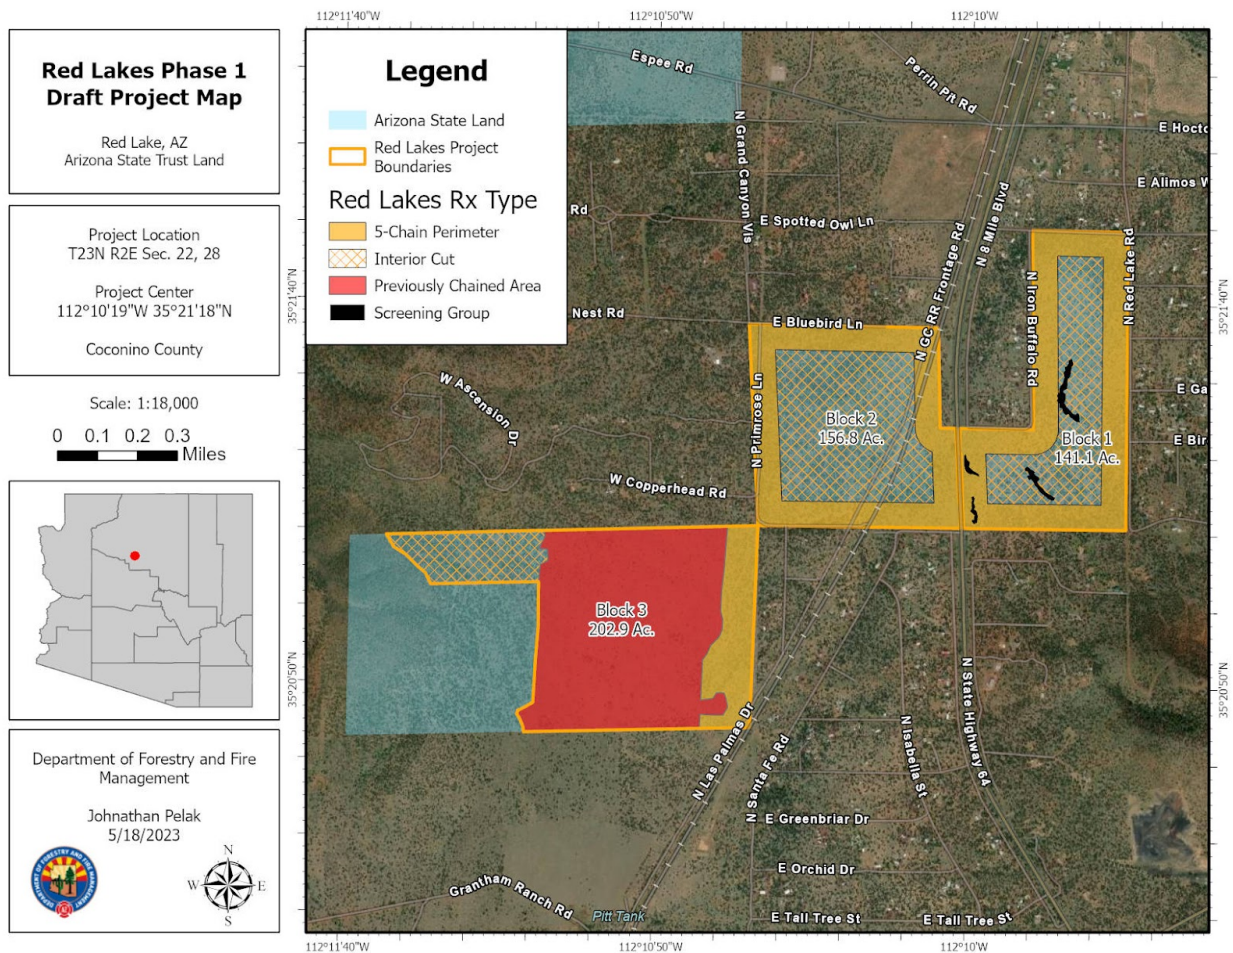 Red Lakes Phase 1
Draft Project Map
Red Lake, AZ
Arizona State Trust Land
Project Location
T23N R2E Sec. 22, 28
Project Center
112°10'19"W 35°21'18"N
Coconino County
Scale: 1:18,000
0 0.1 0.2 0.3
Miles
Department of Forestry and Fire
Management
Johnathan Pelak
5/18/2023
DEPARTMENT OF FORESTRY AND FIRE MANAGEMENT
N
W E
S
112°11'40"W 112°10'50"W 112°10'W
Legend
Arizona State Land
Red Lakes Project
Boundaries
Red Lakes Rx Type
5-Chain Perimeter
Interior Cut
Previously Chained Area
Screening Group
Espee Rd
Perrin Pit Rd
E Hocto
N Grand Canyon Vis
E Alimos W
Rd
E Spotted Owl Ln
N 8 Mile Blvd
N GC RR Frontage Rd
N Iron Buffalo Rd
N Red Lake Rd
35°21'40"N
35°21'40"N
Nest Rd
E Bluebird Ln
W Ascension Dr
N Primrose Ln
E Ga
Block 2
156.8 Ac.
Block 1
141.1 Ac.
E Bir
W Copperhead Rd
Block 3
202.9 Ac.
35°20'50"N
35°20'50"N
N Las Palmas Dr
N Santa Fe Rd
N Isabella St
N State Highway 64
E Greenbriar Dr
E Orchid Dr
Grantham Ranch Rd
Pitt Tank
E Tall Tree St
E Tall Tree St
112°11'40"W 112°10'50"W 112°10'W